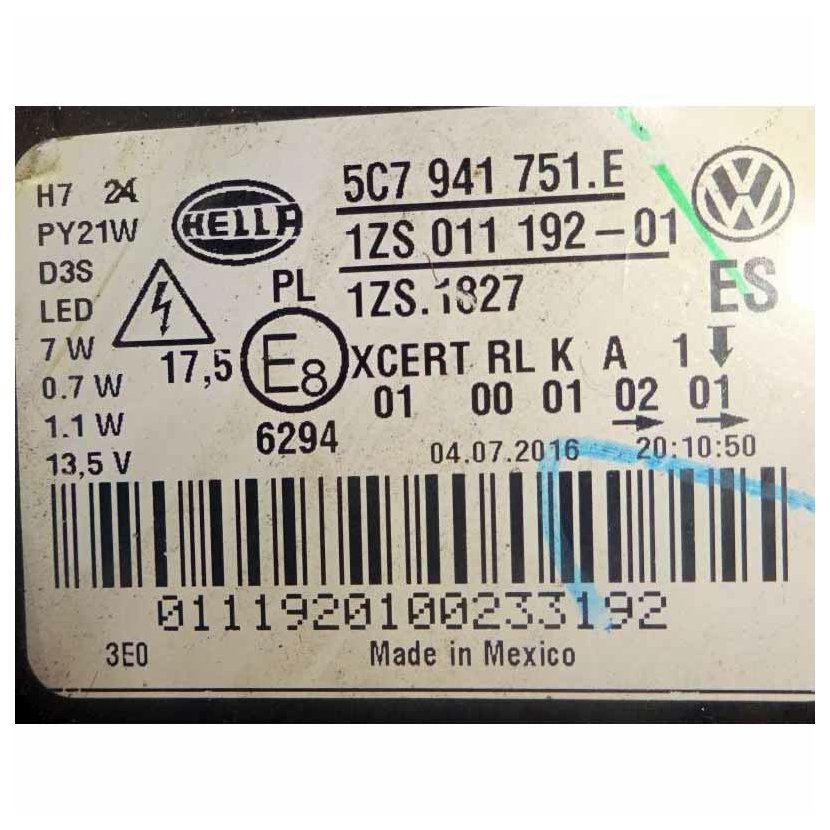 H7 24
PY21W
D3S
LED
7 W
0.7 W
1.1 W
13,5 V
HELLA
5C7 941 751.E
1ZS 011 192-01
1ZS.1827
ES
PL
17,5
E8
6294
XCERT RL K A 1
01 00 01 02 01
04.07.2016 20:10:50
0111920100233192
3E0
Made in Mexico